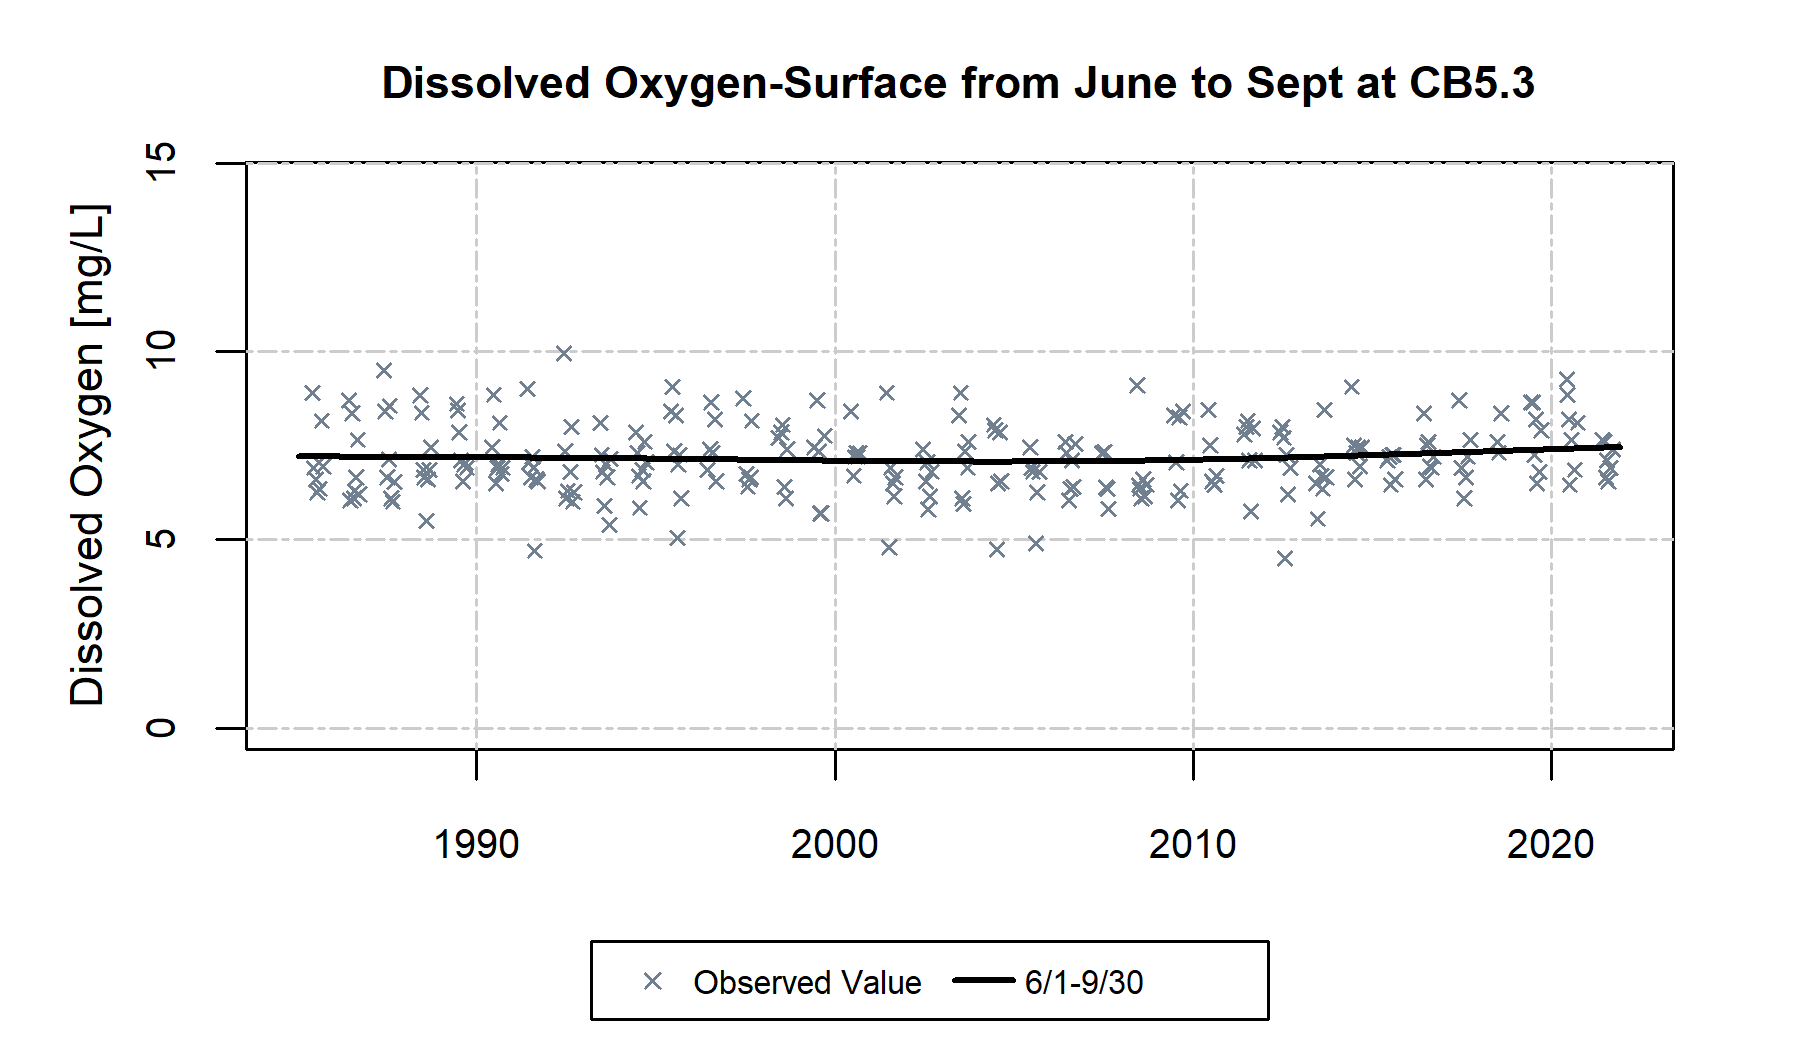 Dissolved Oxygen-Surface from June to Sept at CB5.3
Dissolved Oxygen [mg/L]
15
10
5
0
1990 2000 2010 2020
Observed Value 6/1-9/30